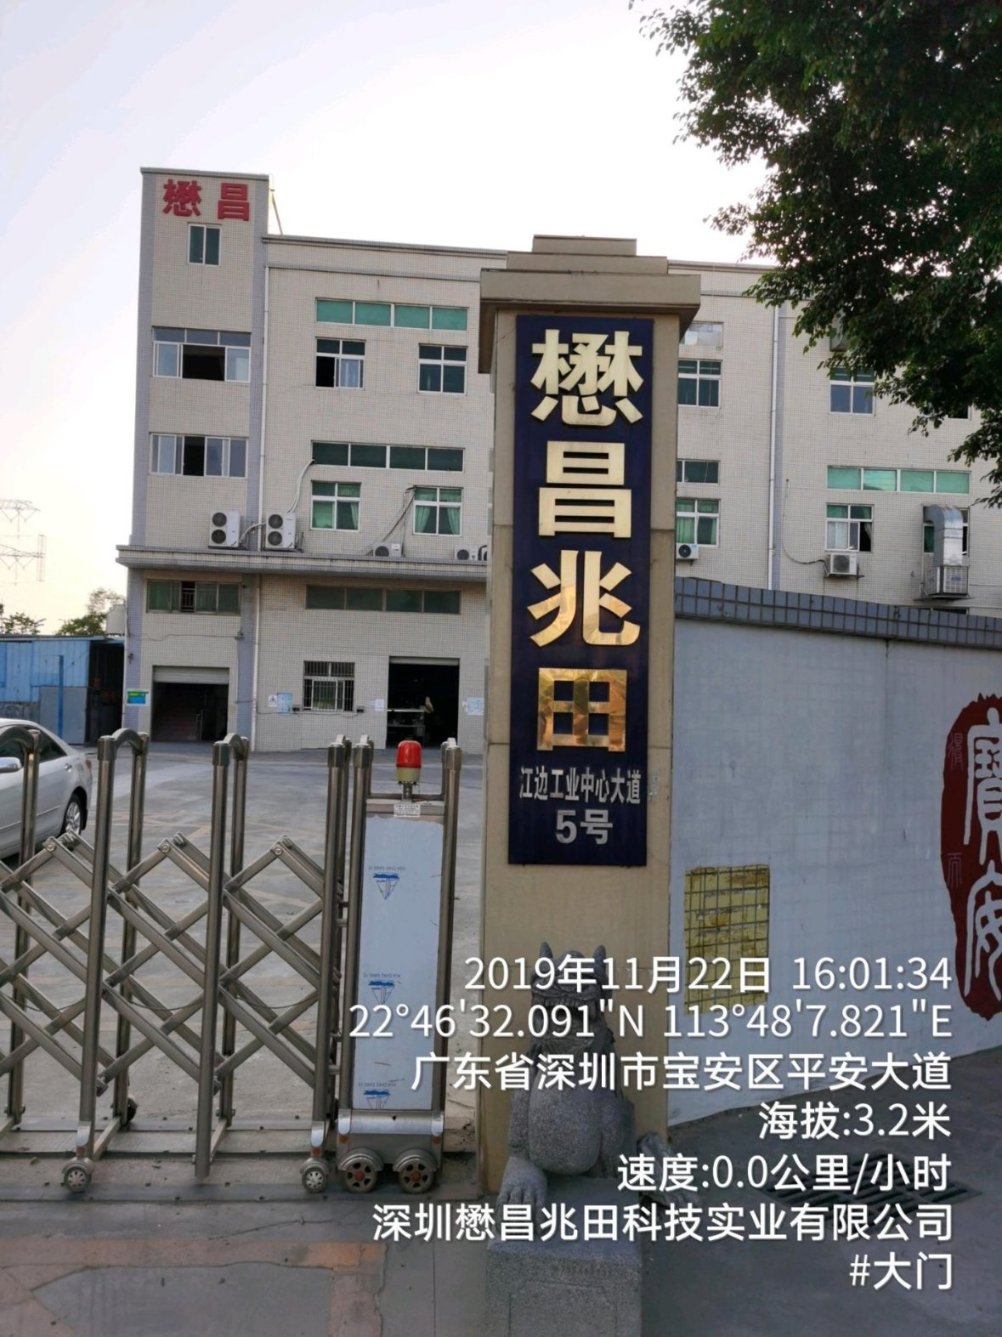 懋昌
懋昌兆田
江边工业中心大道
5号
寶安
2019年11月22日 16:01:34
22°46'32.091"N 113°48'7.821"E
广东省深圳市宝安区平安大道
海拔:3.2米
速度:0.0公里/小时
深圳懋昌兆田科技实业有限公司
#大门